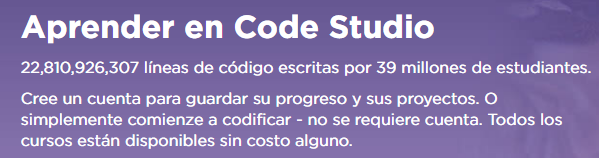 Aprender en Code Studio
22,810,926,307 líneas de código escritas por 39 millones de estudiantes.
Cree un cuenta para guardar su progreso y sus proyectos. O
simplemente comienze a codificar - no se requiere cuenta. Todos los
cursos están disponibles sin costo alguno.